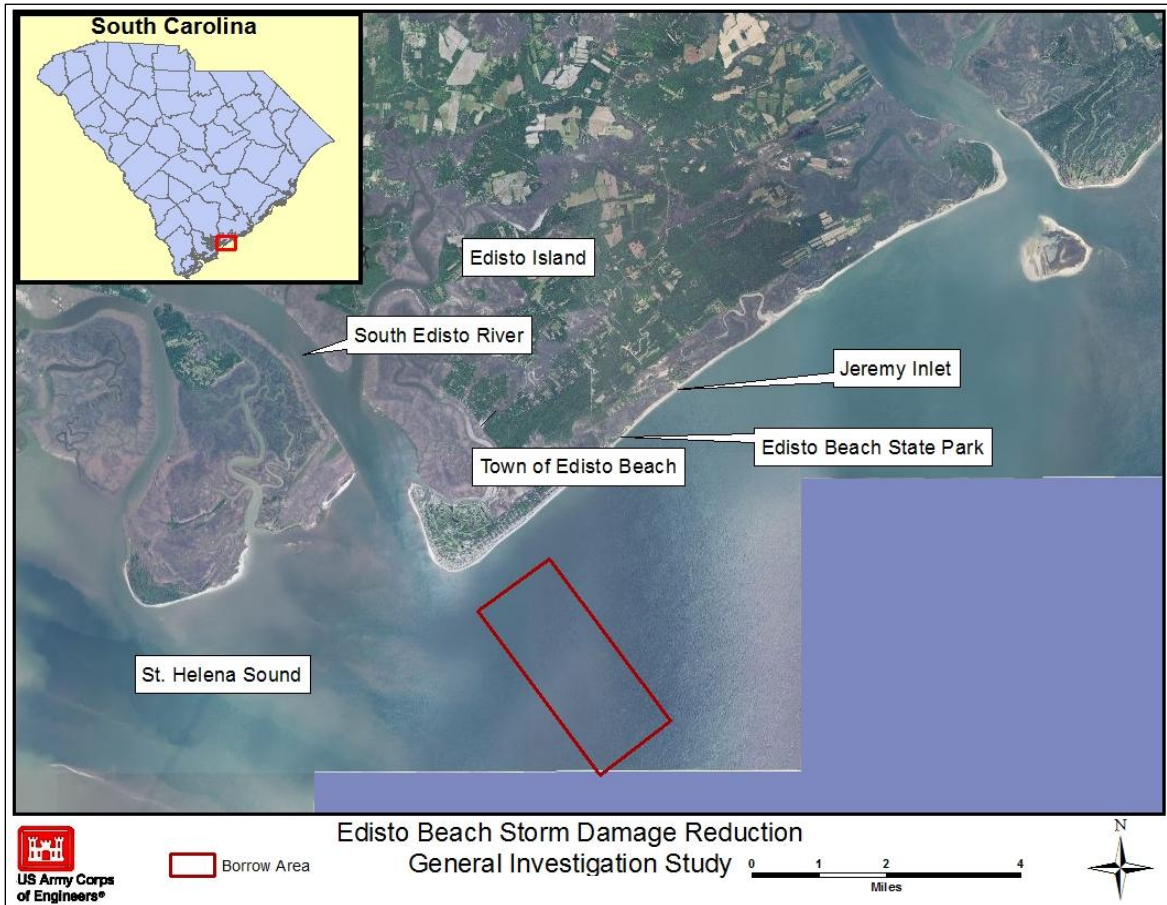 South Carolina
Edisto Island
South Edisto River
Jeremy Inlet
Town of Edisto Beach
Edisto Beach State Park
St. Helena Sound
US Army Corps
of Engineers®
Borrow Area
Edisto Beach Storm Damage Reduction
General Investigation Study
0 1 2 4
Miles
N